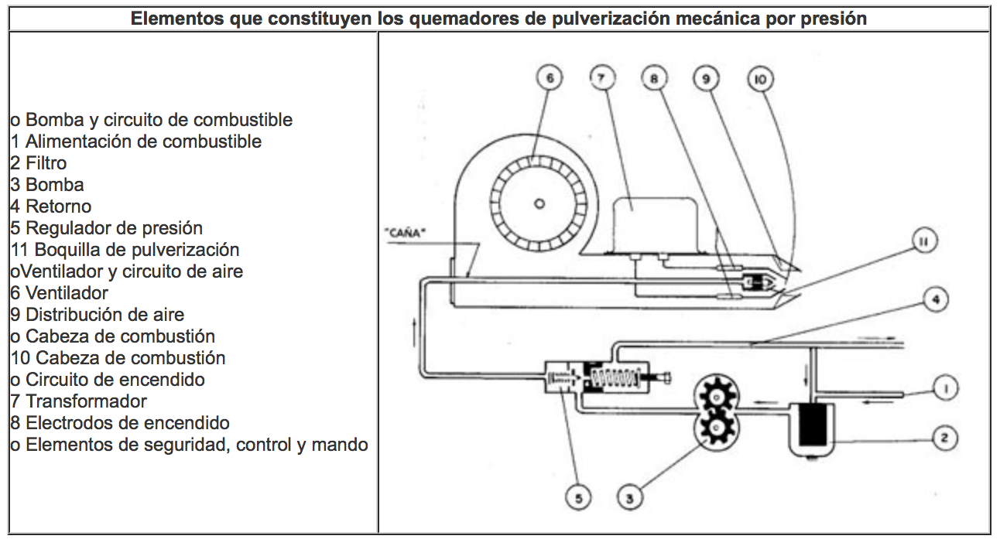 Elementos que constituyen los quemadores de pulverización mecánica por presión
o Bomba y circuito de combustible
1 Alimentación de combustible
2 Filtro
3 Bomba
4 Retorno
5 Regulador de presión
11 Boquilla de pulverización
oVentilador y circuito de aire
6 Ventilador
9 Distribución de aire
o Cabeza de combustión
10 Cabeza de combustión
o Circuito de encendido
7 Transformador
8 Electrodos de encendido
o Elementos de seguridad, control y mando
6 7 8 9 10
"CAÑA"
11
4
1
2
5 3